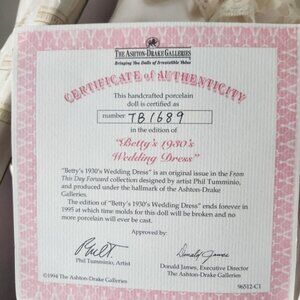 THE ASHTON-DRAKE GALLERIES
Bringing You Dolls of Irresistible Value
CERTIFICATE of AUTHENTICITY
This handcrafted porcelain
doll is certified as
number TB1689
in the edition of
"Betty's 1930's
Wedding Dress"
"Betty's 1930's Wedding Dress" is an original issue in the From
This Day Forward collection designed by artist Phil Tumminio,
and produced under the hallmark of the Ashton-Drake
Galleries.
The edition of "Betty's 1930's Wedding Dress" ends forever in
1995 at which time molds for this doll will be broken and no
more porcelain will ever be cast.
Approved by:
Phil T.
Donald James
Phil Tumminio, Artist
Donald James, Executive Director
The Ashton-Drake Galleries
©1994 The Ashton-Drake Galleries
96512-C1